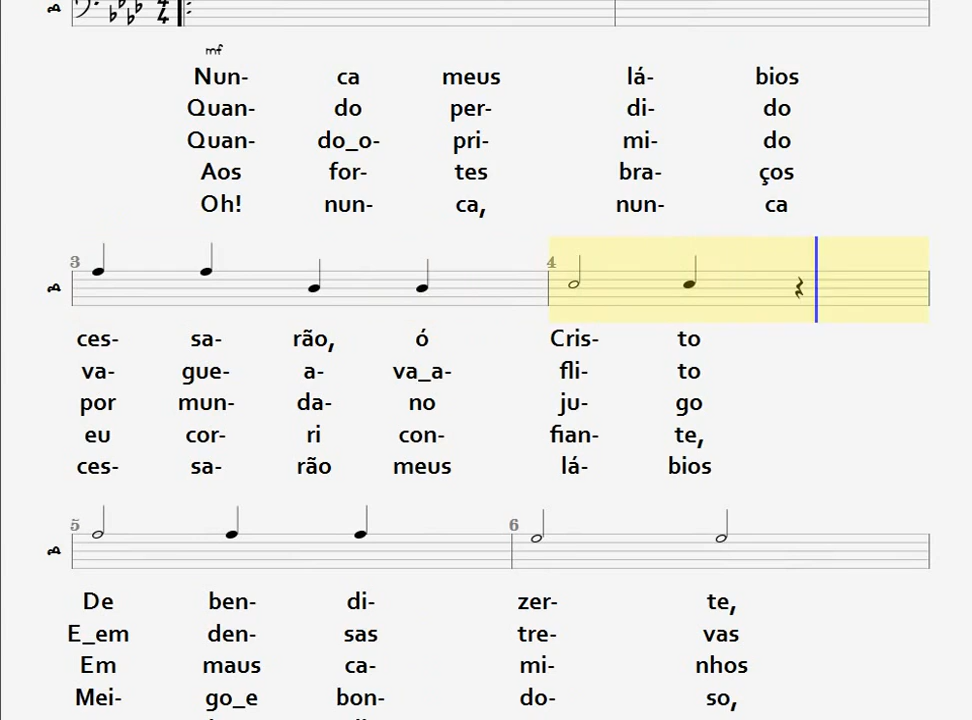 4 4
mf
Nun- ca meus lá- bios
Quan- do per- di- do
Quan- do_o- pri- mi- do
Aos for- tes bra- ços
Oh! nun- ca, nun- ca
3 4
ces- sa- rão, ó Cris- to
va- gue- a- va_a- fli- to
por mun- da- no ju- go
eu cor- ri con- fian- te,
ces- sa- rão meus lá- bios
5 6
De ben- di- zer- te,
E_em den- sas tre- vas
Em maus ca- mi- nhos
Mei- go_e bon- do- so,